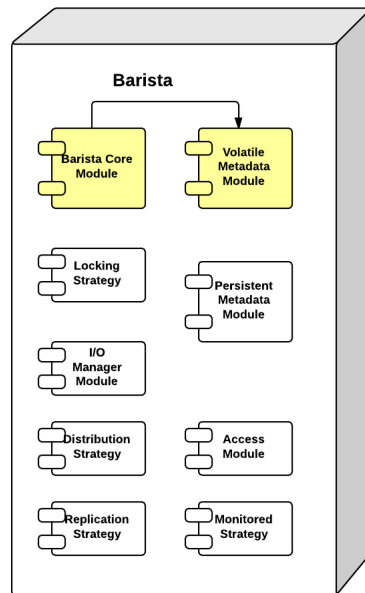 Barista
Barista Core
Module
Volatile
Metadata
Module
Locking
Strategy
Persistent
Metadata
Module
I/O
Manager
Module
Distribution
Strategy
Access
Module
Replication
Strategy
Monitored
Strategy